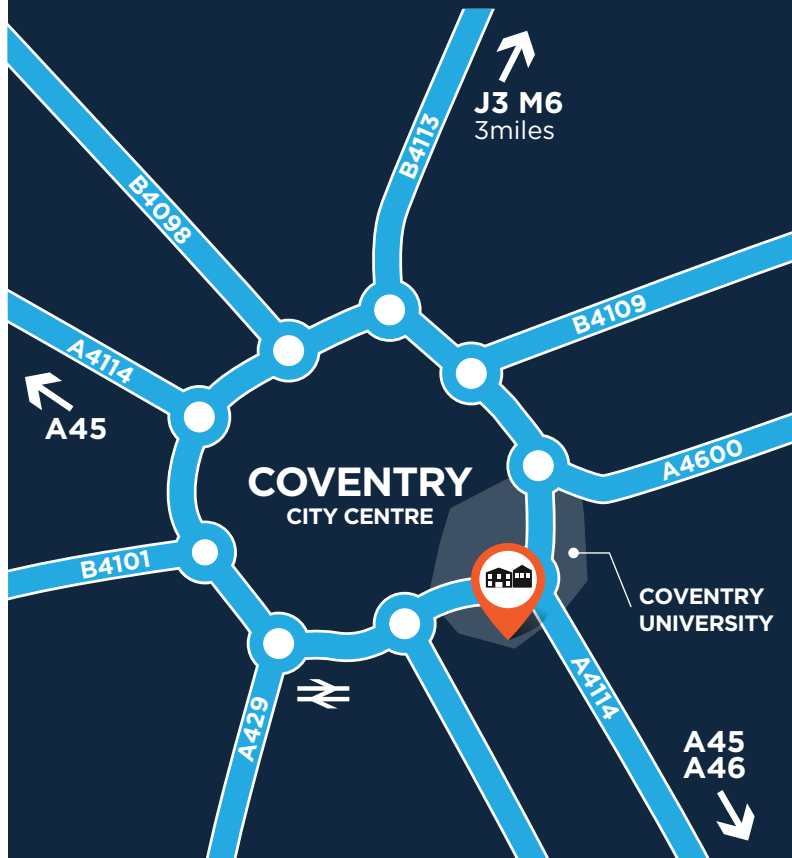 J3 M6
3miles
B4113
B4098
B4109
A4114
A45
A4600
COVENTRY
CITY CENTRE
B4101
COVENTRY
UNIVERSITY
A4114
A429
A45
A46